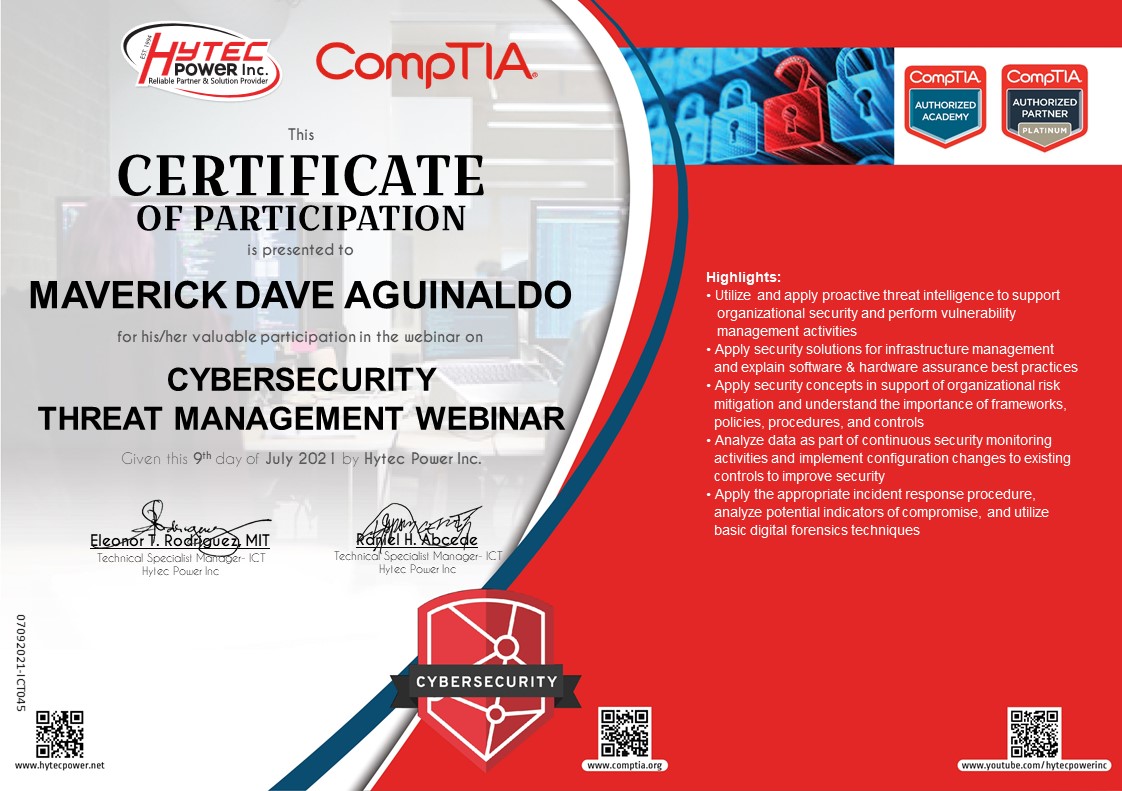 EST. 1994
HYTEC
POWER Inc.
Reliable Partner & Solution Provider
CompTIA®
This
CERTIFICATE
OF PARTICIPATION
is presented to
MAVERICK DAVE AGUINALDO
for his/her valuable participation in the webinar on
CYBERSECURITY
THREAT MANAGEMENT WEBINAR
Given this 9th day of July 2021 by Hytec Power Inc.
Eleonor T. Rodriguez, MIT
Technical Specialist Manager- ICT
Hytec Power Inc
Raniel H. Abcede
Technical Specialist Manager- ICT
Hytec Power Inc
07092021-ICT045
www.hytecpower.net
CYBERSECURITY
CompTIA
AUTHORIZED
ACADEMY
CompTIA
AUTHORIZED
PARTNER
PLATINUM
Highlights:
• Utilize and apply proactive threat intelligence to support
organizational security and perform vulnerability
management activities
• Apply security solutions for infrastructure management
and explain software & hardware assurance best practices
• Apply security concepts in support of organizational risk
mitigation and understand the importance of frameworks,
policies, procedures, and controls
• Analyze data as part of continuous security monitoring
activities and implement configuration changes to existing
controls to improve security
• Apply the appropriate incident response procedure,
analyze potential indicators of compromise, and utilize
basic digital forensics techniques
www.comptia.org
www.youtube.com/hytecpowerinc